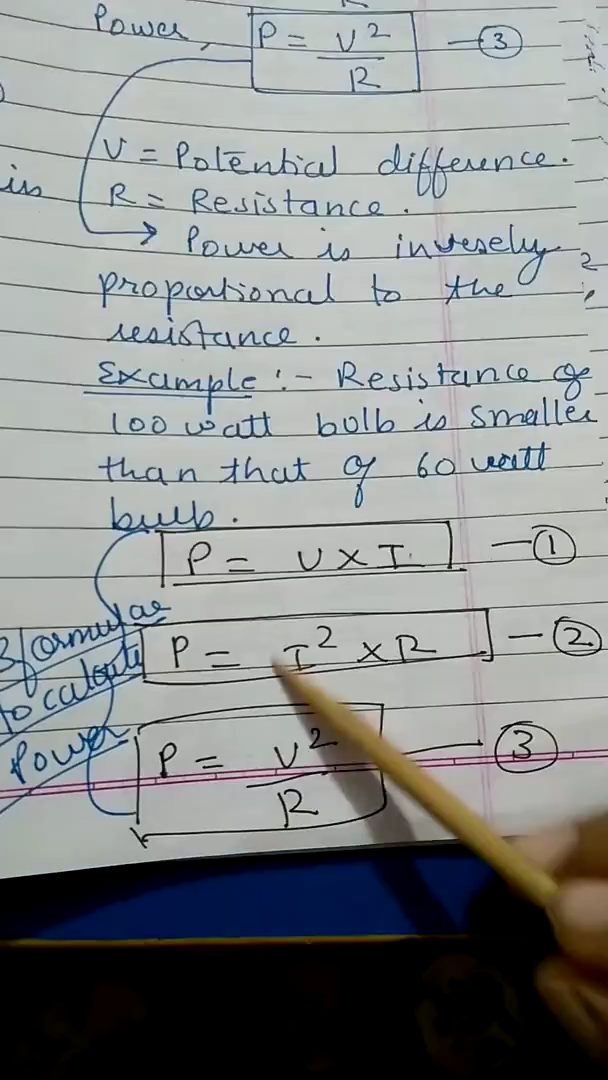 Power, P = V²/R — ③
V = Potential difference.
in
R = Resistance.
→ Power is inversely
proportional to the
resistance.
Example :- Resistance of
100 watt bulb is smaller
than that of 60 watt
bulb.
P = V × I — ①
3 formulae
P = I² × R — ②
to calculate
Power
P = V²/R — ③